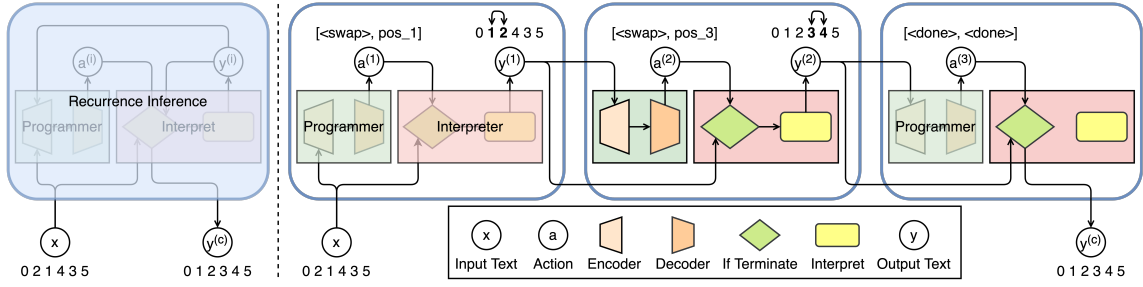 a(i)
y(i)
Recurrence Inference
Programmer
Interpret
x
y(c)
0 2 1 4 3 5
0 1 2 3 4 5
[<swap>, pos_1]
0 1 2 4 3 5
a(1)
y(1)
Programmer
Interpreter
x
0 2 1 4 3 5
[<swap>, pos_3]
0 1 2 3 4 5
a(2)
y(2)
[<done>, <done>]
a(3)
Programmer
y(c)
0 1 2 3 4 5
x
a
y
Input Text
Action
Encoder
Decoder
If Terminate
Interpret
Output Text